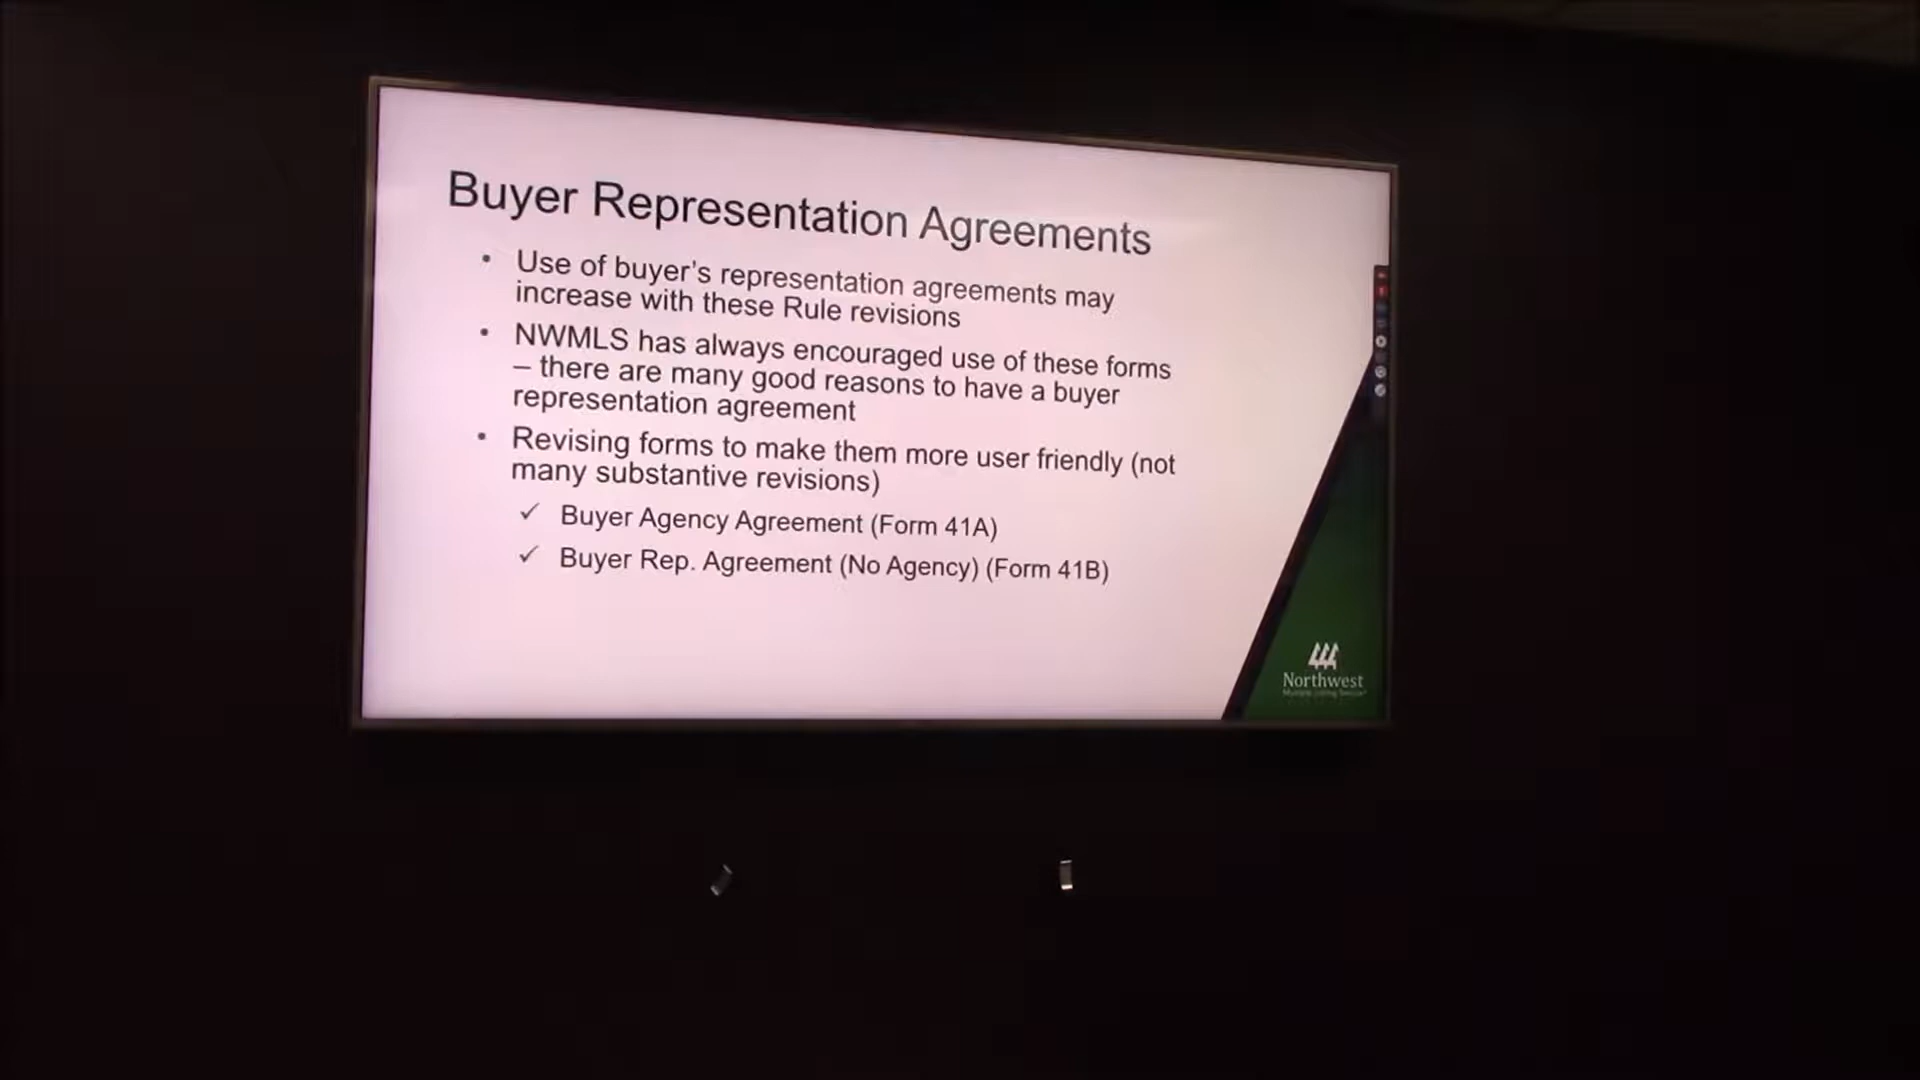 Buyer Representation Agreements
• Use of buyer's representation agreements may
increase with these Rule revisions
• NWMLS has always encouraged use of these forms
– there are many good reasons to have a buyer
representation agreement
• Revising forms to make them more user friendly (not
many substantive revisions)
✓ Buyer Agency Agreement (Form 41A)
✓ Buyer Rep. Agreement (No Agency) (Form 41B)
Northwest
Multiple Listing Service